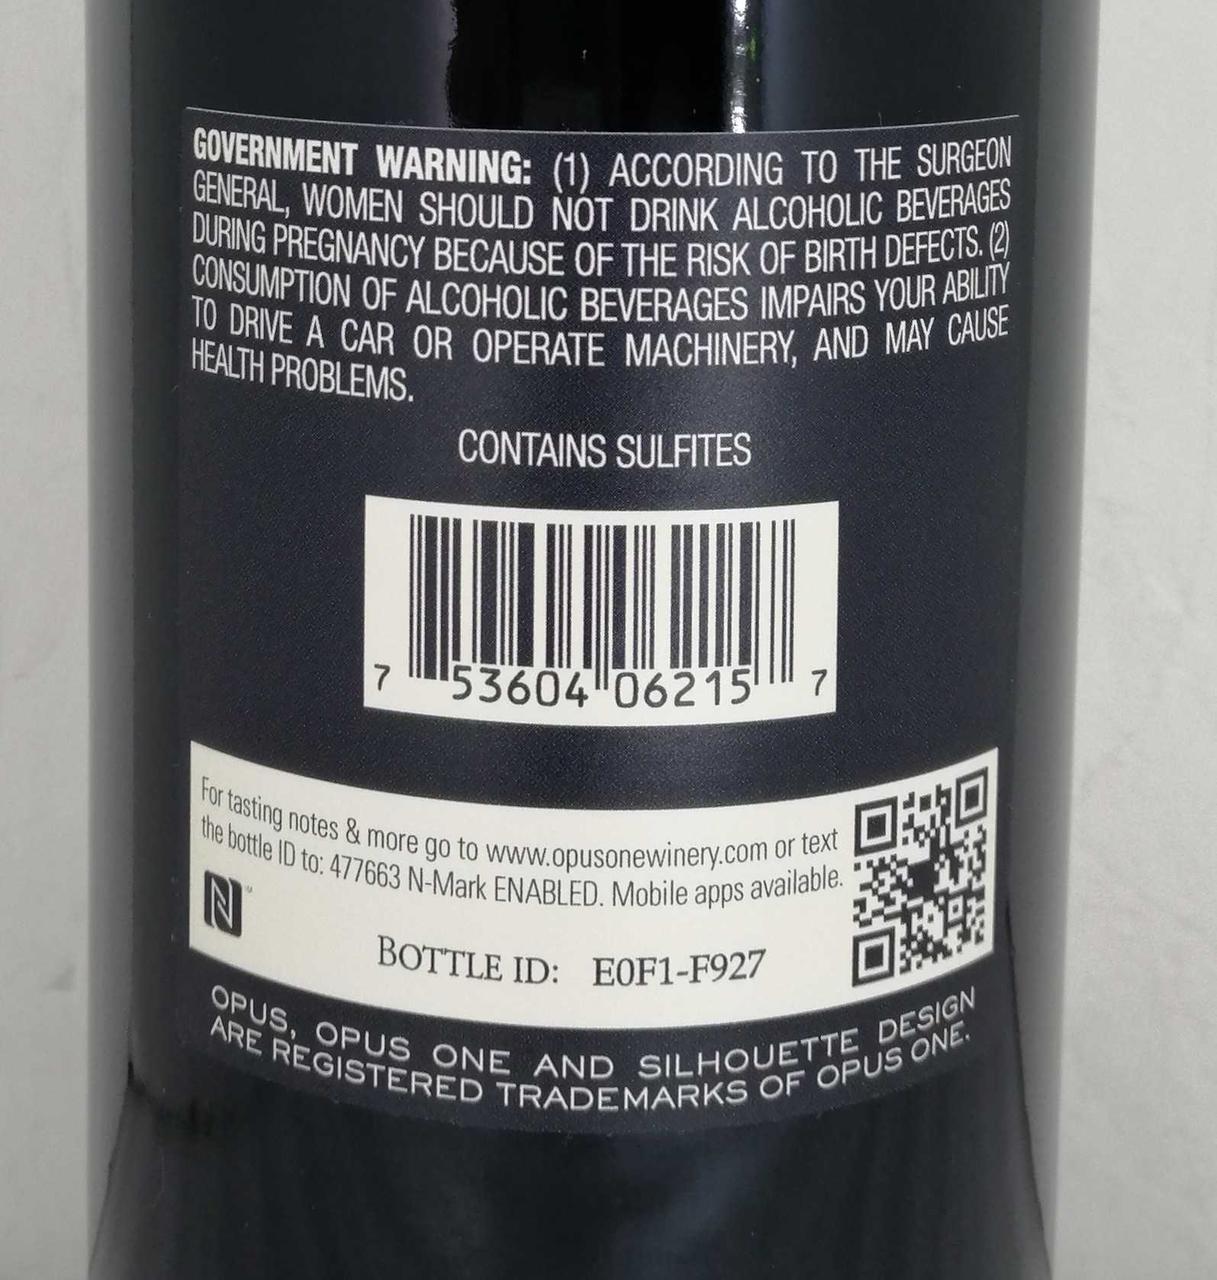 GOVERNMENT WARNING: (1) ACCORDING TO THE SURGEON
GENERAL, WOMEN SHOULD NOT DRINK ALCOHOLIC BEVERAGES
DURING PREGNANCY BECAUSE OF THE RISK OF BIRTH DEFECTS. (2)
CONSUMPTION OF ALCOHOLIC BEVERAGES IMPAIRS YOUR ABILITY
TO DRIVE A CAR OR OPERATE MACHINERY, AND MAY CAUSE
HEALTH PROBLEMS.
CONTAINS SULFITES
7 53604 06215 7
For tasting notes & more go to www.opusonewinery.com or text
the bottle ID to: 477663 N-Mark ENABLED. Mobile apps available.
N™
BOTTLE ID: E0F1-F927
OPUS, OPUS ONE AND SILHOUETTE DESIGN
ARE REGISTERED TRADEMARKS OF OPUS ONE.